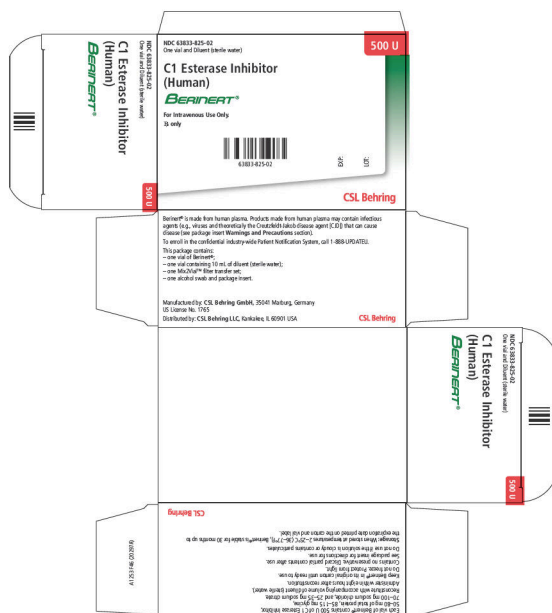 NDC 63833-825-02
One vial and Diluent (sterile water)
C1 Esterase Inhibitor
(Human)
BERINERT®
500 U
NDC 63833-825-02
One vial and Diluent (sterile water)
500 U
C1 Esterase Inhibitor
(Human)
BERINERT®
For Intravenous Use Only.
℞ only
63833-825-02
EXP:
LOT:
CSL Behring
Berinert® is made from human plasma. Products made from human plasma may contain infectious
agents (e.g., viruses and theoretically the Creutzfeldt-Jakob disease agent [CJD]) that can cause
disease (see package insert Warnings and Precautions section).
To enroll in the confidential industry-wide Patient Notification System, call 1-888-UPDATEU.
This package contains:
– one vial of Berinert®;
– one vial containing 10 mL of diluent (sterile water);
– one Mix2Vial™ filter transfer set;
– one alcohol swab and package insert.
Manufactured by: CSL Behring GmbH, 35041 Marburg, Germany
US License No. 1765
Distributed by: CSL Behring LLC, Kankakee, IL 60901 USA
CSL Behring
NDC 63833-825-02
One vial and Diluent (sterile water)
C1 Esterase Inhibitor
(Human)
BERINERT®
500 U
Each vial of Berinert® contains 500 U of C1 Esterase Inhibitor,
50–80 mg of total protein, 85–115 mg glycine,
70–100 mg sodium chloride, and 25–35 mg sodium citrate.
Reconstitute with accompanying volume of diluent (sterile water).
Administer within eight hours after reconstitution.
Keep Berinert® in its original carton until ready to use.
Do not freeze. Protect from light.
Contains no preservative. Discard partial contents after use.
See package insert for directions for use.
Do not use if the solution is cloudy or contains particulates.
Storage: When stored at temperatures 2–25°C (36–77°F), Berinert® is stable for 30 months up to
the expiration date printed on the carton and vial label.
CSL Behring